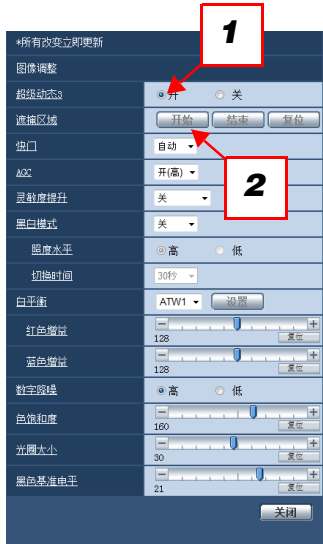 1
*所有改变立即更新
图像调整
超级动态3 开 关
遮掩区域 开始 结束 复位
快门 自动
AGC 开(高)
2
灵敏度提升 关
黑白模式 关
照度水平 高 低
切换时间 30秒
白平衡 ATW1 设置
红色增益 128 复位
蓝色增益 128 复位
数字降噪 高 低
色饱和度 160 复位
光圈大小 30 复位
黑色基准电平 21 复位
关闭